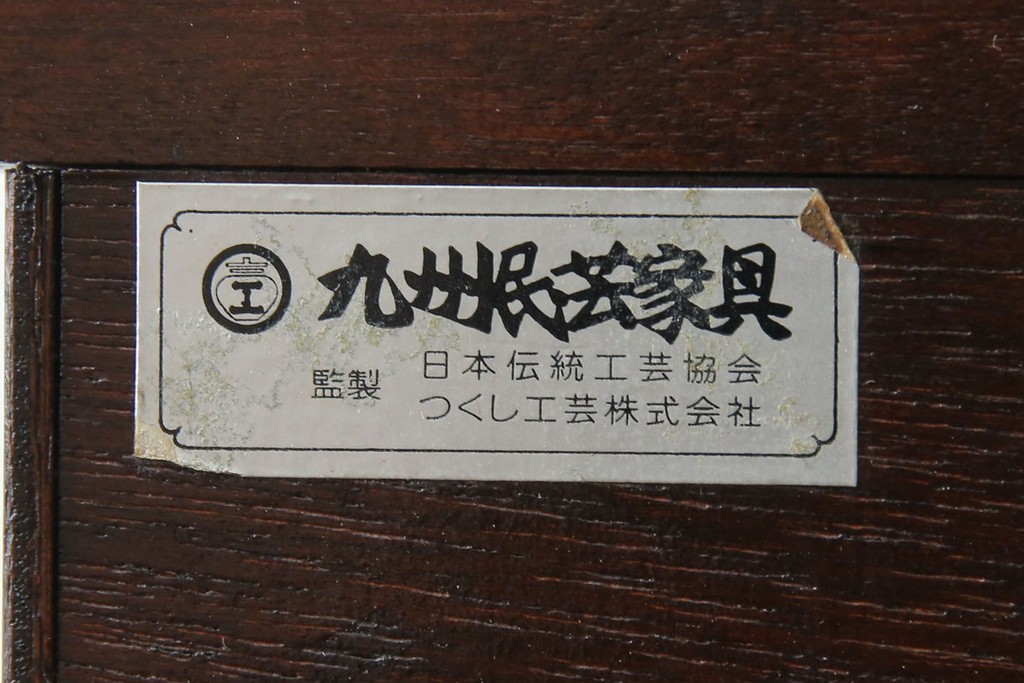 九州民芸家具
監製 日本伝統工芸協会
つくし工芸株式会社